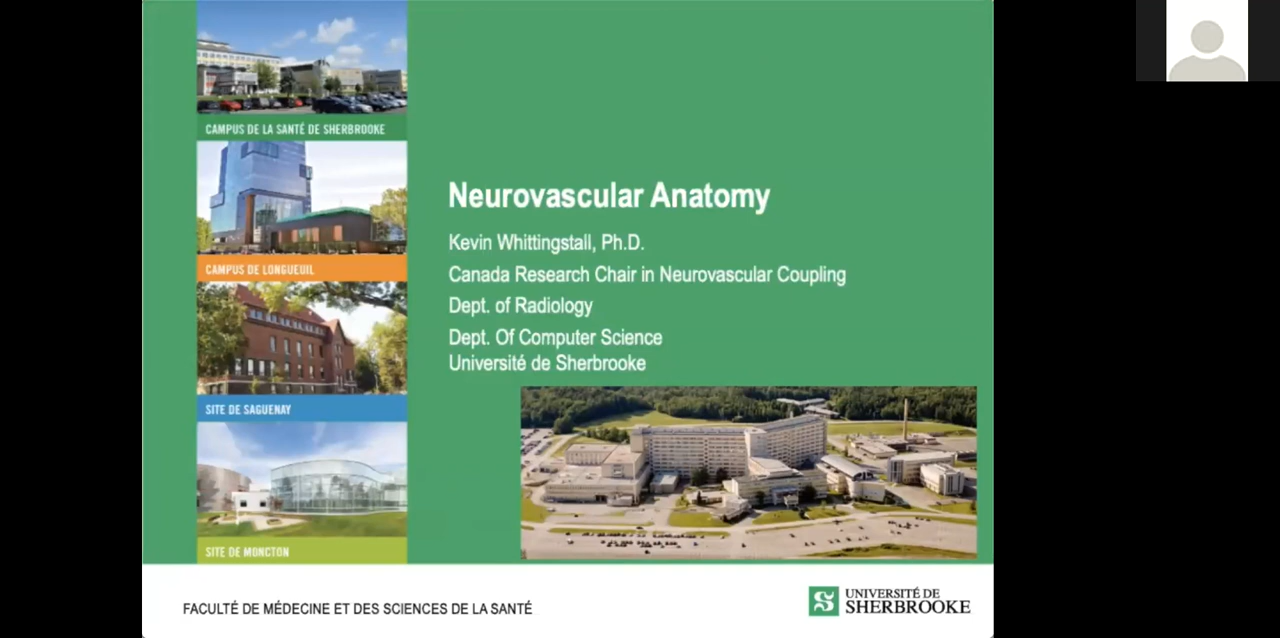 CAMPUS DE LA SANTÉ DE SHERBROOKE
CAMPUS DE LONGUEUIL
SITE DE SAGUENAY
SITE DE MONCTON
Neurovascular Anatomy
Kevin Whittingstall, Ph.D.
Canada Research Chair in Neurovascular Coupling
Dept. of Radiology
Dept. Of Computer Science
Université de Sherbrooke
FACULTÉ DE MÉDECINE ET DES SCIENCES DE LA SANTÉ
UNIVERSITÉ DE
SHERBROOKE